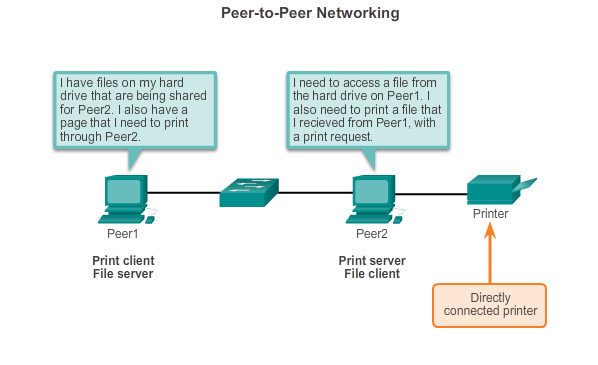 Peer-to-Peer Networking
I have files on my hard
drive that are being shared
for Peer2. I also have a
page that I need to print
through Peer2.
I need to access a file from
the hard drive on Peer1. I
also need to print a file that
I recieved from Peer1, with
a print request.
Peer1
Print client
File server
Peer2
Print server
File client
Printer
Directly
connected printer